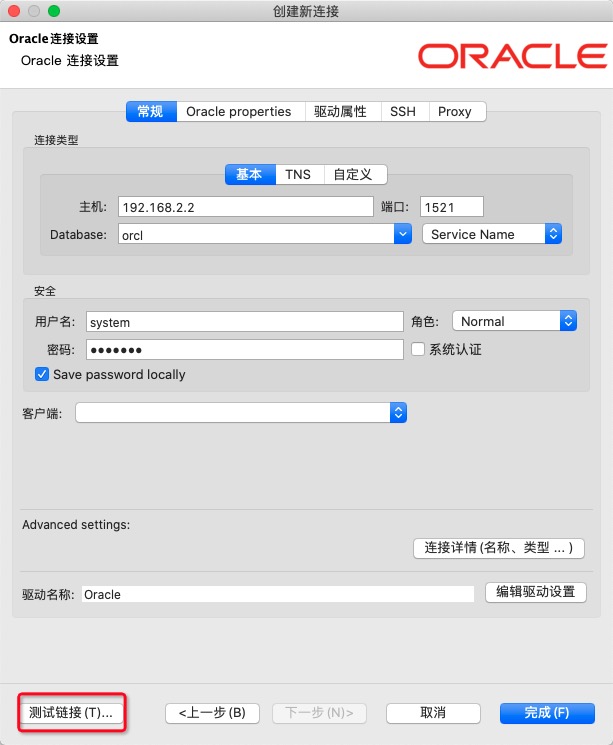 创建新连接
Oracle连接设置
Oracle 连接设置
ORACLE
常规 Oracle properties 驱动属性 SSH Proxy
连接类型
基本 TNS 自定义
主机: 192.168.2.2 端口: 1521
Database: orcl Service Name
安全
用户名: system 角色: Normal
密码: ●●●●●●● 系统认证
Save password locally
客户端:
Advanced settings:
连接详情(名称、类型 ... )
驱动名称: Oracle 编辑驱动设置
测试链接(T)... <上一步(B) 下一步(N)> 取消 完成(F)